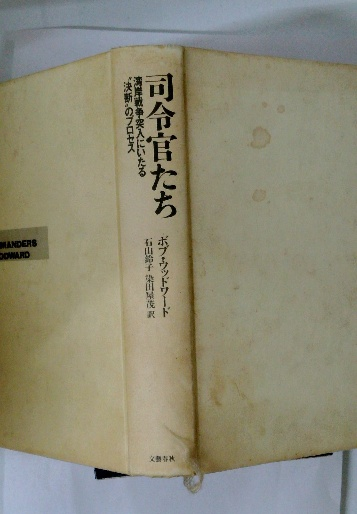 司令官たち
湾岸戦争突入にいたる
“決断”のプロセス
ボブ・ウッドワード
石山鈴子 染田屋茂 訳
文藝春秋
MANDERS
ODWARD